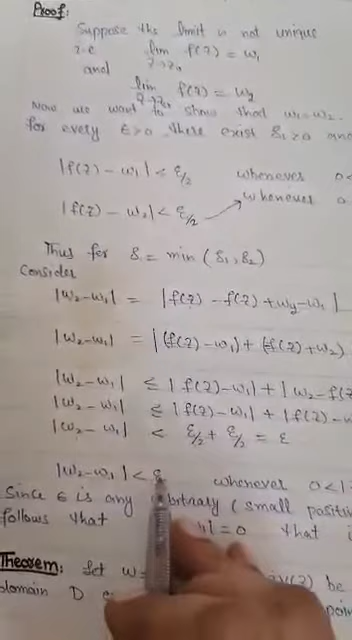 Proof:
Suppose the limit is not unique
i.e lim f(z) = w₁
z→z₀
and
lim f(z) = w₂
z→z₀
Now we want to show that w₁=w₂.
for every ε>0 there exist δ₁>0 and
|f(z) - w₁| < ε/2 whenever 0<
|f(z) - w₂| < ε/2 whenever 0
Thus for δ = min (δ₁, δ₂)
Consider
|w₂-w₁| = |f(z) - f(z) + w₂ - w₁|
|w₂-w₁| = |(f(z)-w₁) + (-f(z)+w₂)
|w₂-w₁| ≤ |f(z)-w₁| + |w₂-f(z
|w₂-w₁| ≤ |f(z)-w₁| + |f(z)-w
|w₂-w₁| < ε/2 + ε/2 = ε
|w₂-w₁| < ε whenever 0<|
Since ε is any arbitrary (small positiv
follows that =0 that i
Theorem: Let w= be
domain D